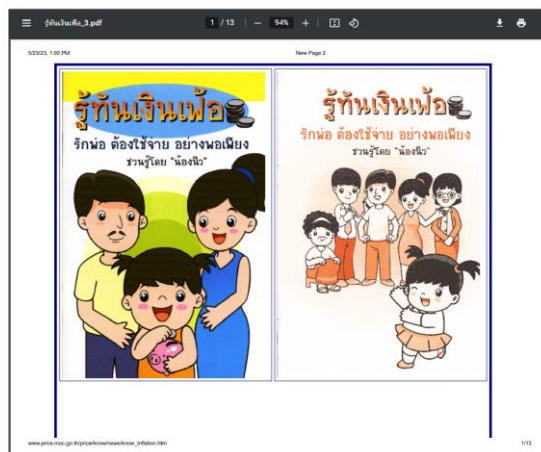 รู้ทันเงินเฟ้อ_3.pdf
1 / 13
94%
5/23/23, 1:00 PM
New Page 2
รู้ทันเงินเฟ้อ
รักพ่อ ต้องใช้จ่าย อย่างพอเพียง
ชวนรู้โดย "น้องนิว"
รู้ทันเงินเฟ้อ
รักพ่อ ต้องใช้จ่าย อย่างพอเพียง
ชวนรู้โดย "น้องนิว"
www.price.moc.go.th/price/know/news/know_inflation.htm
1/13